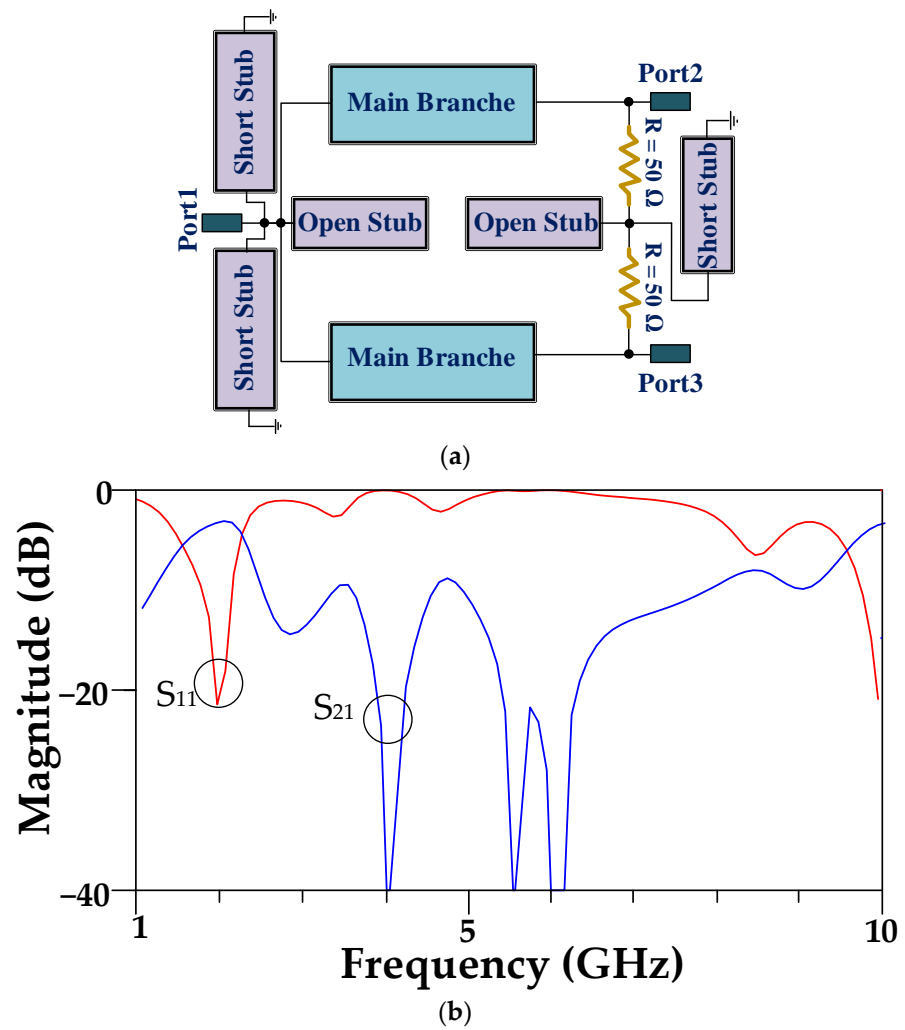 Short Stub
Port1
Short Stub
Main Branche
Open Stub
Main Branche
Open Stub
Port2
R = 50 Ω
R = 50 Ω
Short Stub
Port3
(a)
Magnitude (dB)
0
−20
−40
S11
S21
1
5
10
Frequency (GHz)
(b)